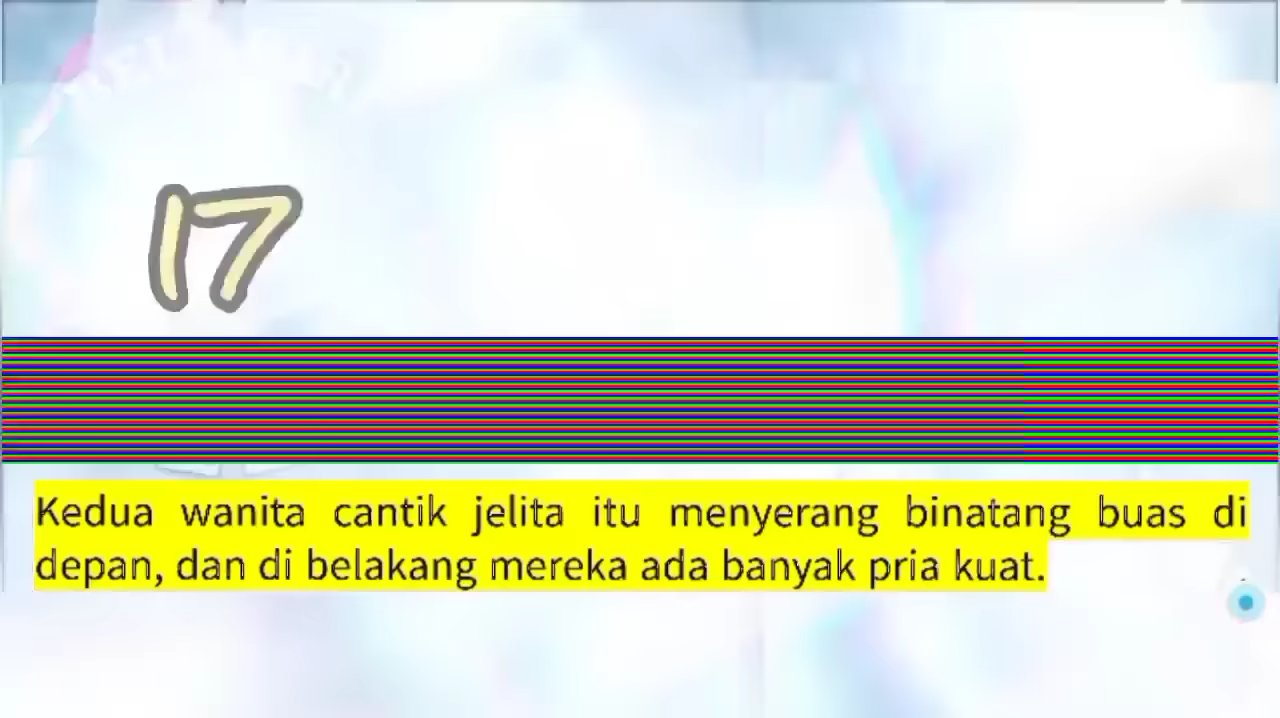 17
Kedua wanita cantik jelita itu menyerang binatang buas di
depan, dan di belakang mereka ada banyak pria kuat.